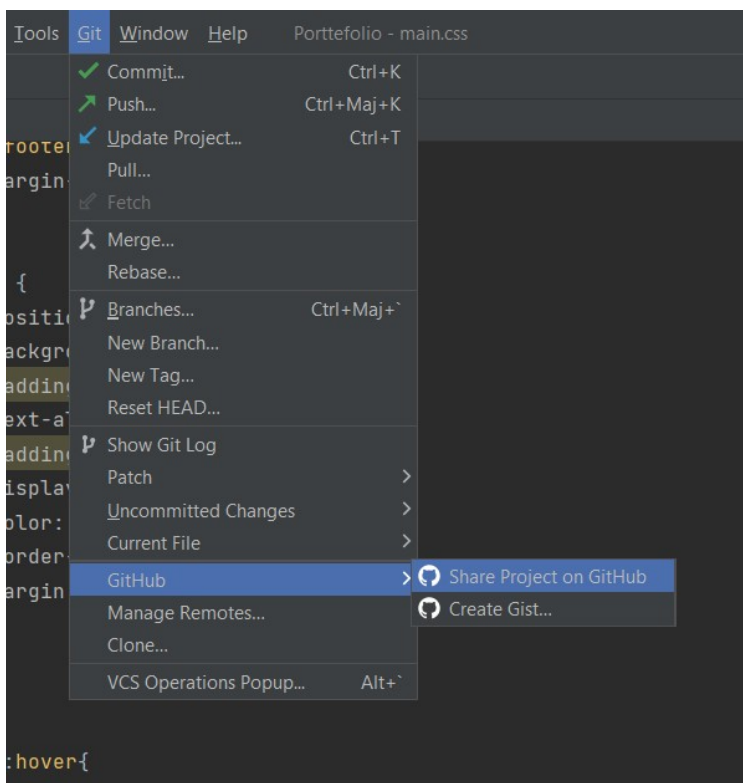 Tools Git Window Help Porttefolio - main.css
Commit... Ctrl+K
Push... Ctrl+Maj+K
Update Project... Ctrl+T
Pull...
Fetch
Merge...
Rebase...
Branches... Ctrl+Maj+`
New Branch...
New Tag...
Reset HEAD...
Show Git Log
Patch
Uncommitted Changes
Current File
GitHub
Share Project on GitHub
Create Gist...
Manage Remotes...
Clone...
VCS Operations Popup... Alt+`
footer
argin-
{
ositi
ackgr
addin
ext-a
addin
ispla
olor:
order-
argin
:hover{